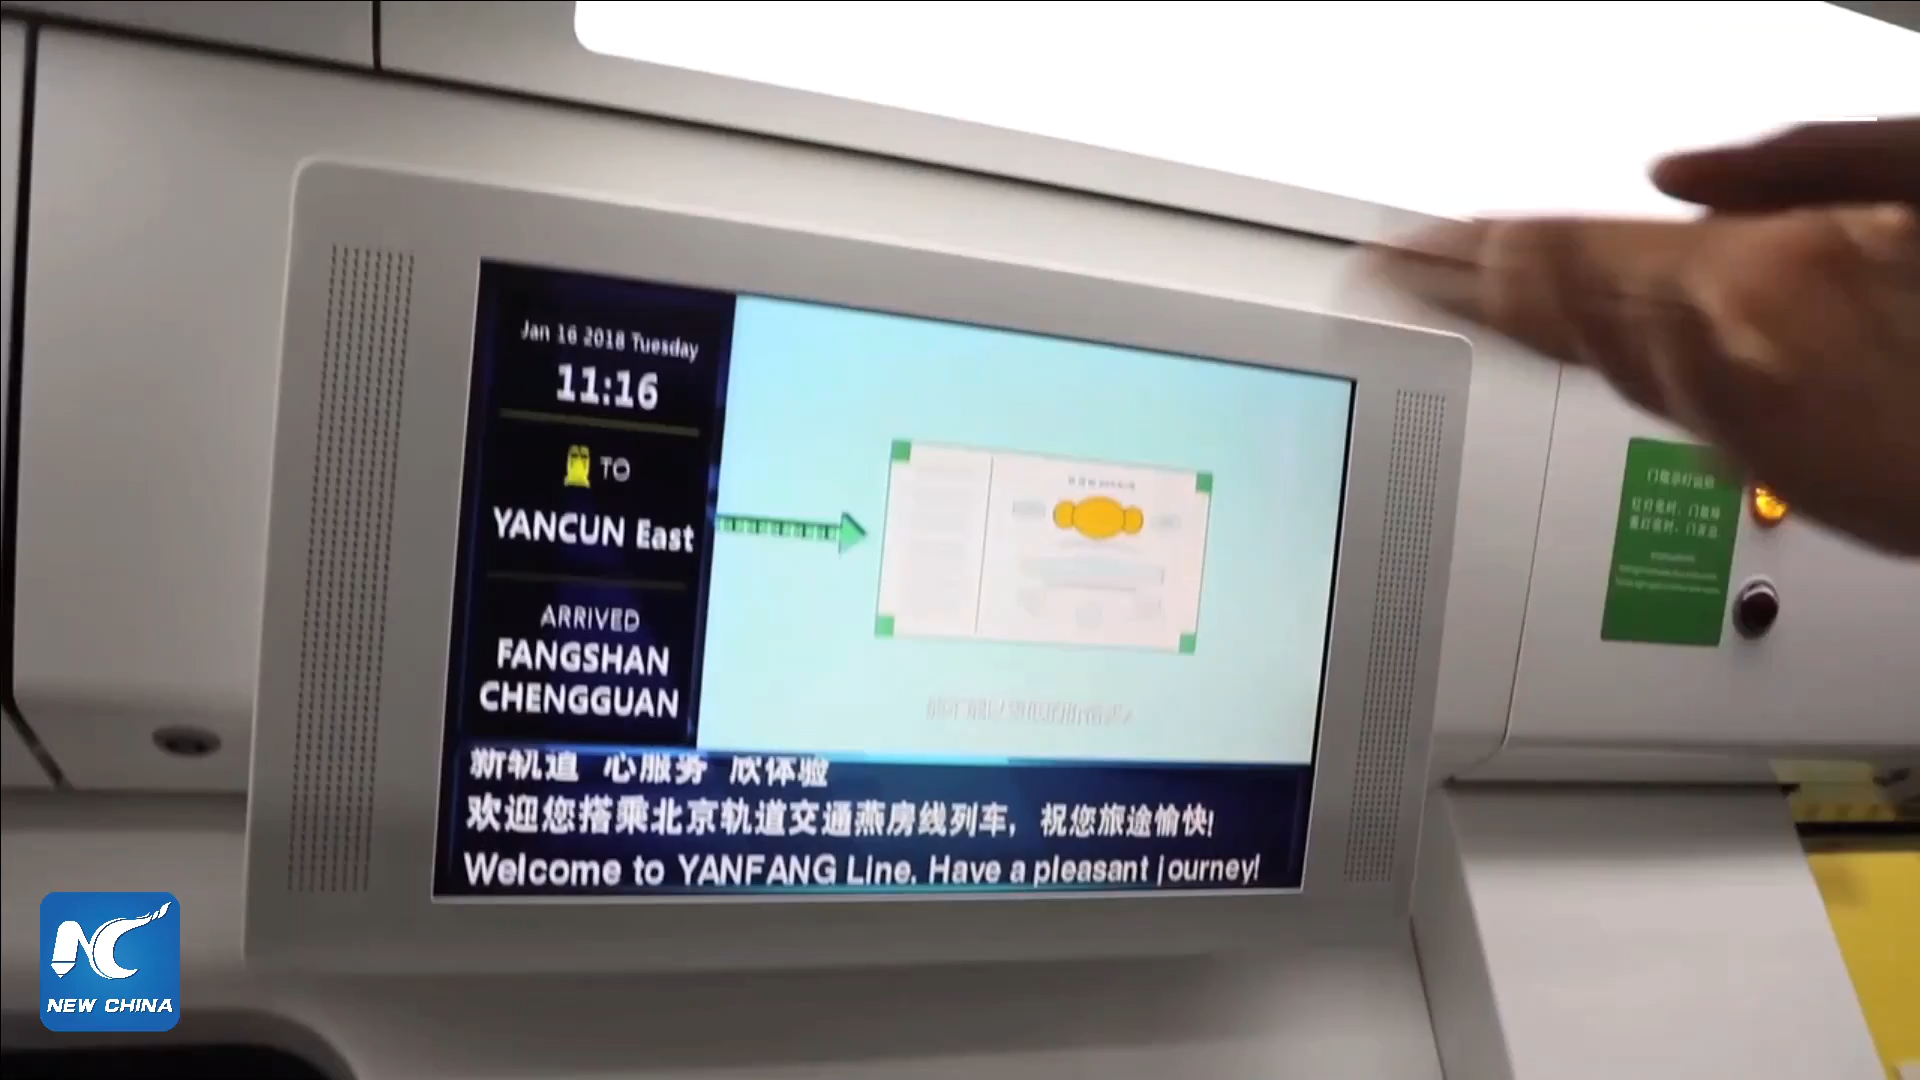 Jan 16 2018 Tuesday
11:16
TO
YANCUN East
ARRIVED
FANGSHAN
CHENGGUAN
新轨道 心服务 欣体验
欢迎您搭乘北京轨道交通燕房线列车，祝您旅途愉快!
Welcome to YANFANG Line. Have a pleasant journey!
NEW CHINA